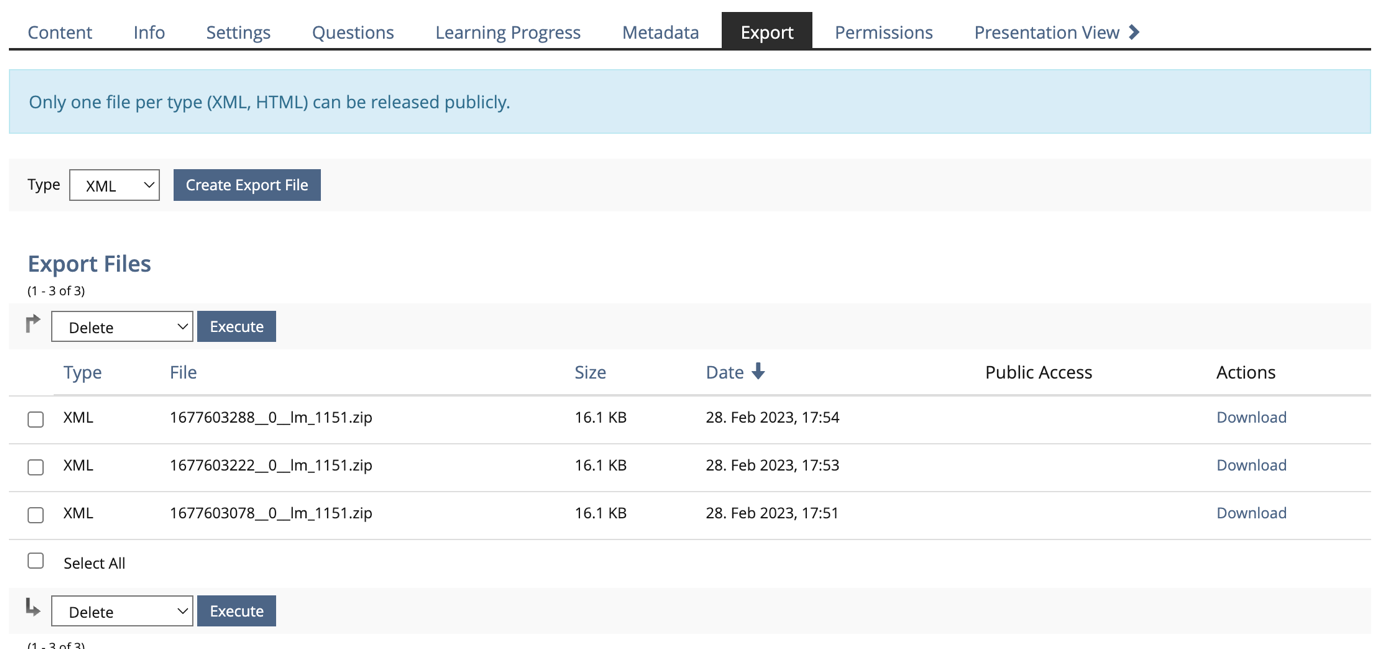 Content Info Settings Questions Learning Progress Metadata Export Permissions Presentation View
Only one file per type (XML, HTML) can be released publicly.
Type XML Create Export File
Export Files
(1 - 3 of 3)
Delete Execute
Type File Size Date Public Access Actions
XML 1677603288__0__lm_1151.zip 16.1 KB 28. Feb 2023, 17:54 Download
XML 1677603222__0__lm_1151.zip 16.1 KB 28. Feb 2023, 17:53 Download
XML 1677603078__0__lm_1151.zip 16.1 KB 28. Feb 2023, 17:51 Download
Select All
Delete Execute
(1 - 3 of 3)